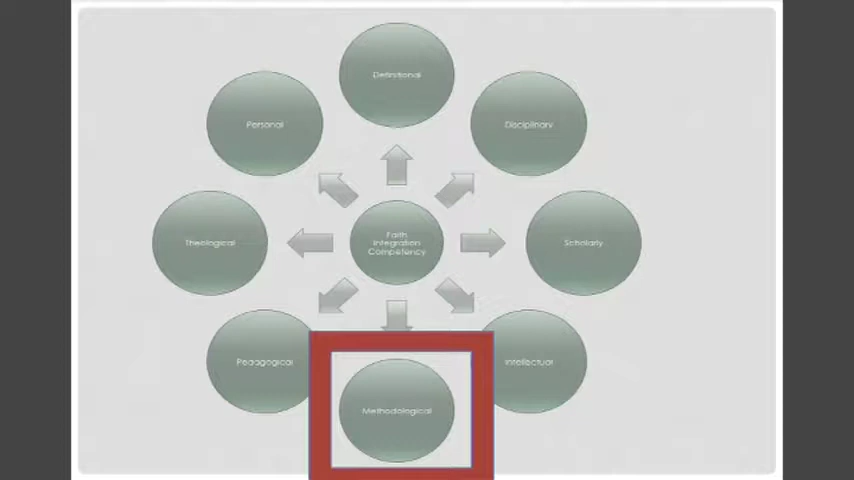 Definitional
Personal
Disciplinary
Theological
Faith
Integration
Competency
Scholarly
Pedagogical
Intellectual
Methodological